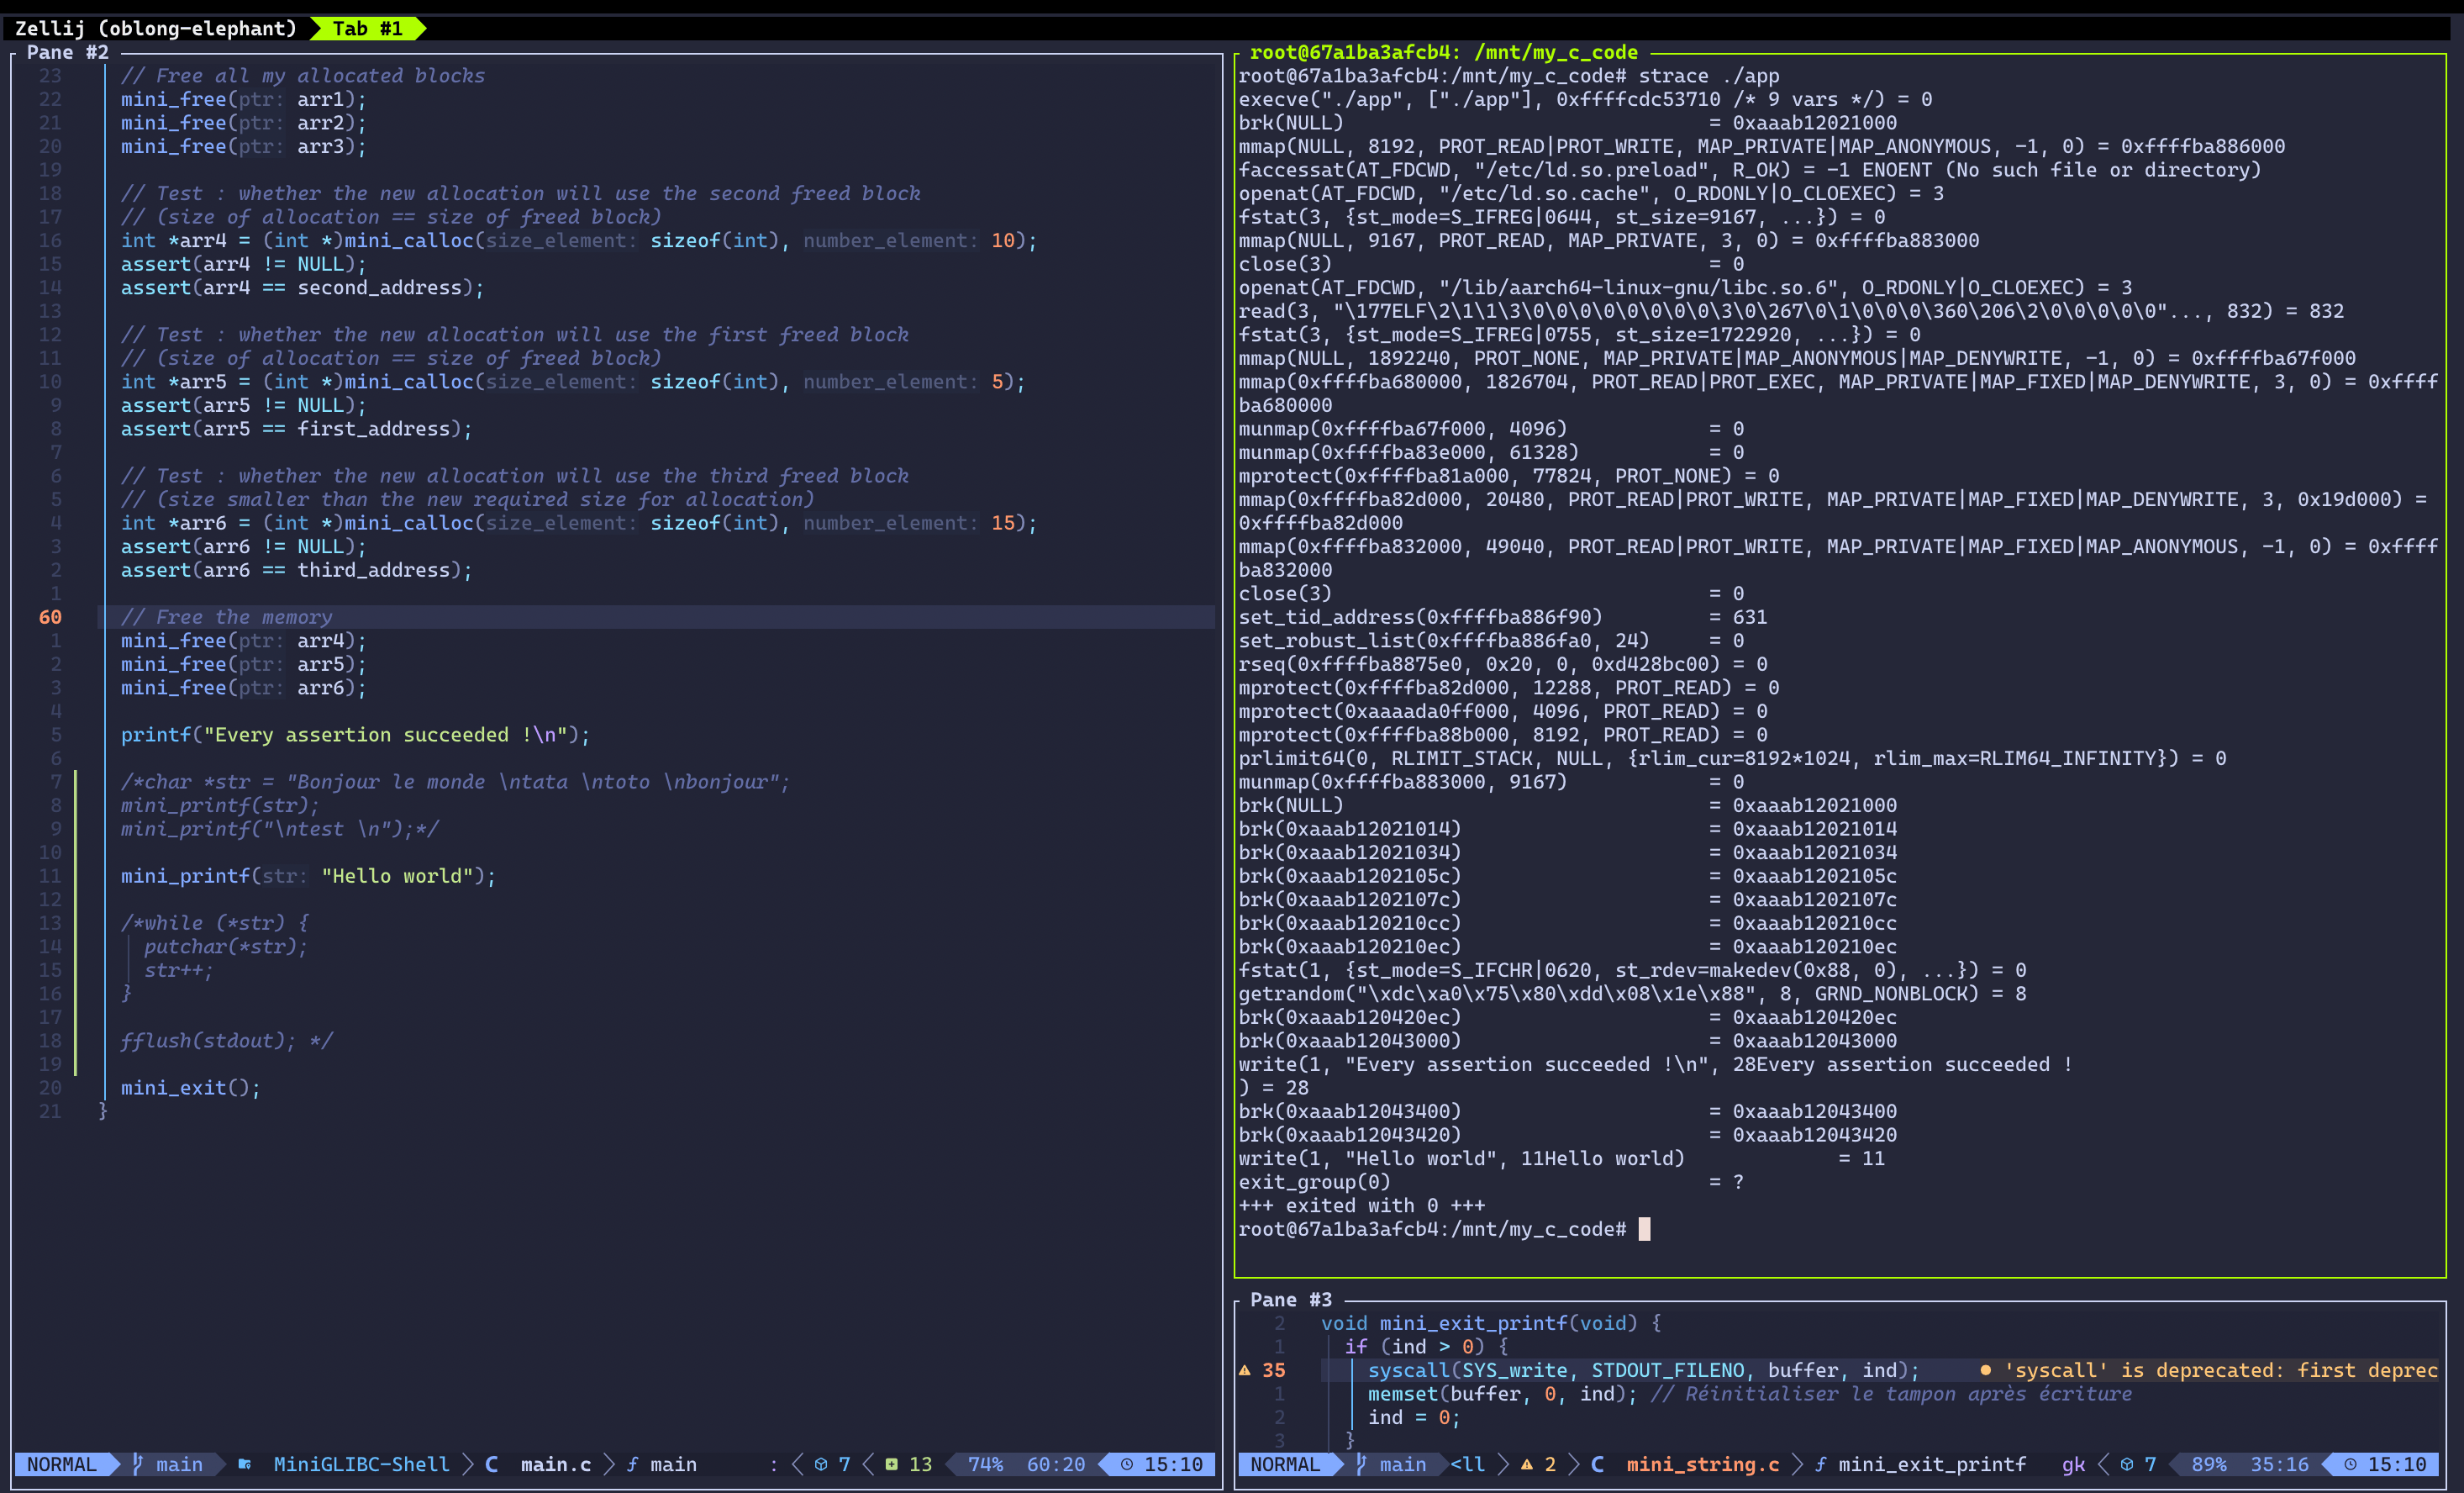 Zellij (oblong-elephant) Tab #1
Pane #2
23 // Free all my allocated blocks
22 mini_free(ptr: arr1);
21 mini_free(ptr: arr2);
20 mini_free(ptr: arr3);
19
18 // Test : whether the new allocation will use the second freed block
17 // (size of allocation == size of freed block)
16 int *arr4 = (int *)mini_calloc(size_element: sizeof(int), number_element: 10);
15 assert(arr4 != NULL);
14 assert(arr4 == second_address);
13
12 // Test : whether the new allocation will use the first freed block
11 // (size of allocation == size of freed block)
10 int *arr5 = (int *)mini_calloc(size_element: sizeof(int), number_element: 5);
9 assert(arr5 != NULL);
8 assert(arr5 == first_address);
7
6 // Test : whether the new allocation will use the third freed block
5 // (size smaller than the new required size for allocation)
4 int *arr6 = (int *)mini_calloc(size_element: sizeof(int), number_element: 15);
3 assert(arr6 != NULL);
2 assert(arr6 == third_address);
1
60 // Free the memory
1 mini_free(ptr: arr4);
2 mini_free(ptr: arr5);
3 mini_free(ptr: arr6);
4
5 printf("Every assertion succeeded !\n");
6
7 /*char *str = "Bonjour le monde \ntata \ntoto \nbonjour";
8 mini_printf(str);
9 mini_printf("\ntest \n");*/
10
11 mini_printf(str: "Hello world");
12
13 /*while (*str) {
14 putchar(*str);
15 str++;
16 }
17
18 fflush(stdout); */
19
20 mini_exit();
21 }
NORMAL main MiniGLIBC-Shell C main.c f main : 7 13 74% 60:20 15:10
root@67a1ba3afcb4: /mnt/my_c_code
root@67a1ba3afcb4:/mnt/my_c_code# strace ./app
execve("./app", ["./app"], 0xffffcdc53710 /* 9 vars */) = 0
brk(NULL) = 0xaaab12021000
mmap(NULL, 8192, PROT_READ|PROT_WRITE, MAP_PRIVATE|MAP_ANONYMOUS, -1, 0) = 0xffffba886000
faccessat(AT_FDCWD, "/etc/ld.so.preload", R_OK) = -1 ENOENT (No such file or directory)
openat(AT_FDCWD, "/etc/ld.so.cache", O_RDONLY|O_CLOEXEC) = 3
fstat(3, {st_mode=S_IFREG|0644, st_size=9167, ...}) = 0
mmap(NULL, 9167, PROT_READ, MAP_PRIVATE, 3, 0) = 0xffffba883000
close(3) = 0
openat(AT_FDCWD, "/lib/aarch64-linux-gnu/libc.so.6", O_RDONLY|O_CLOEXEC) = 3
read(3, "\177ELF\2\1\1\3\0\0\0\0\0\0\0\0\3\0\267\0\1\0\0\0\360\206\2\0\0\0\0\0"..., 832) = 832
fstat(3, {st_mode=S_IFREG|0755, st_size=1722920, ...}) = 0
mmap(NULL, 1892240, PROT_NONE, MAP_PRIVATE|MAP_ANONYMOUS|MAP_DENYWRITE, -1, 0) = 0xffffba67f000
mmap(0xffffba680000, 1826704, PROT_READ|PROT_EXEC, MAP_PRIVATE|MAP_FIXED|MAP_DENYWRITE, 3, 0) = 0xffff
ba680000
munmap(0xffffba67f000, 4096) = 0
munmap(0xffffba83e000, 61328) = 0
mprotect(0xffffba81a000, 77824, PROT_NONE) = 0
mmap(0xffffba82d000, 20480, PROT_READ|PROT_WRITE, MAP_PRIVATE|MAP_FIXED|MAP_DENYWRITE, 3, 0x19d000) =
0xffffba82d000
mmap(0xffffba832000, 49040, PROT_READ|PROT_WRITE, MAP_PRIVATE|MAP_FIXED|MAP_ANONYMOUS, -1, 0) = 0xffff
ba832000
close(3) = 0
set_tid_address(0xffffba886f90) = 631
set_robust_list(0xffffba886fa0, 24) = 0
rseq(0xffffba8875e0, 0x20, 0, 0xd428bc00) = 0
mprotect(0xffffba82d000, 12288, PROT_READ) = 0
mprotect(0xaaaada0ff000, 4096, PROT_READ) = 0
mprotect(0xffffba88b000, 8192, PROT_READ) = 0
prlimit64(0, RLIMIT_STACK, NULL, {rlim_cur=8192*1024, rlim_max=RLIM64_INFINITY}) = 0
munmap(0xffffba883000, 9167) = 0
brk(NULL) = 0xaaab12021000
brk(0xaaab12021014) = 0xaaab12021014
brk(0xaaab12021034) = 0xaaab12021034
brk(0xaaab1202105c) = 0xaaab1202105c
brk(0xaaab1202107c) = 0xaaab1202107c
brk(0xaaab120210cc) = 0xaaab120210cc
brk(0xaaab120210ec) = 0xaaab120210ec
fstat(1, {st_mode=S_IFCHR|0620, st_rdev=makedev(0x88, 0), ...}) = 0
getrandom("\xdc\xa0\x75\x80\xdd\x08\x1e\x88", 8, GRND_NONBLOCK) = 8
brk(0xaaab120420ec) = 0xaaab120420ec
brk(0xaaab12043000) = 0xaaab12043000
write(1, "Every assertion succeeded !\n", 28Every assertion succeeded !
) = 28
brk(0xaaab12043400) = 0xaaab12043400
brk(0xaaab12043420) = 0xaaab12043420
write(1, "Hello world", 11Hello world) = 11
exit_group(0) = ?
+++ exited with 0 +++
root@67a1ba3afcb4:/mnt/my_c_code#
Pane #3
2 void mini_exit_printf(void) {
1 if (ind > 0) {
35 syscall(SYS_write, STDOUT_FILENO, buffer, ind); ● 'syscall' is deprecated: first deprec
1 memset(buffer, 0, ind); // Réinitialiser le tampon après écriture
2 ind = 0;
3 }
NORMAL main <ll 2 C mini_string.c f mini_exit_printf gk 7 89% 35:16 15:10